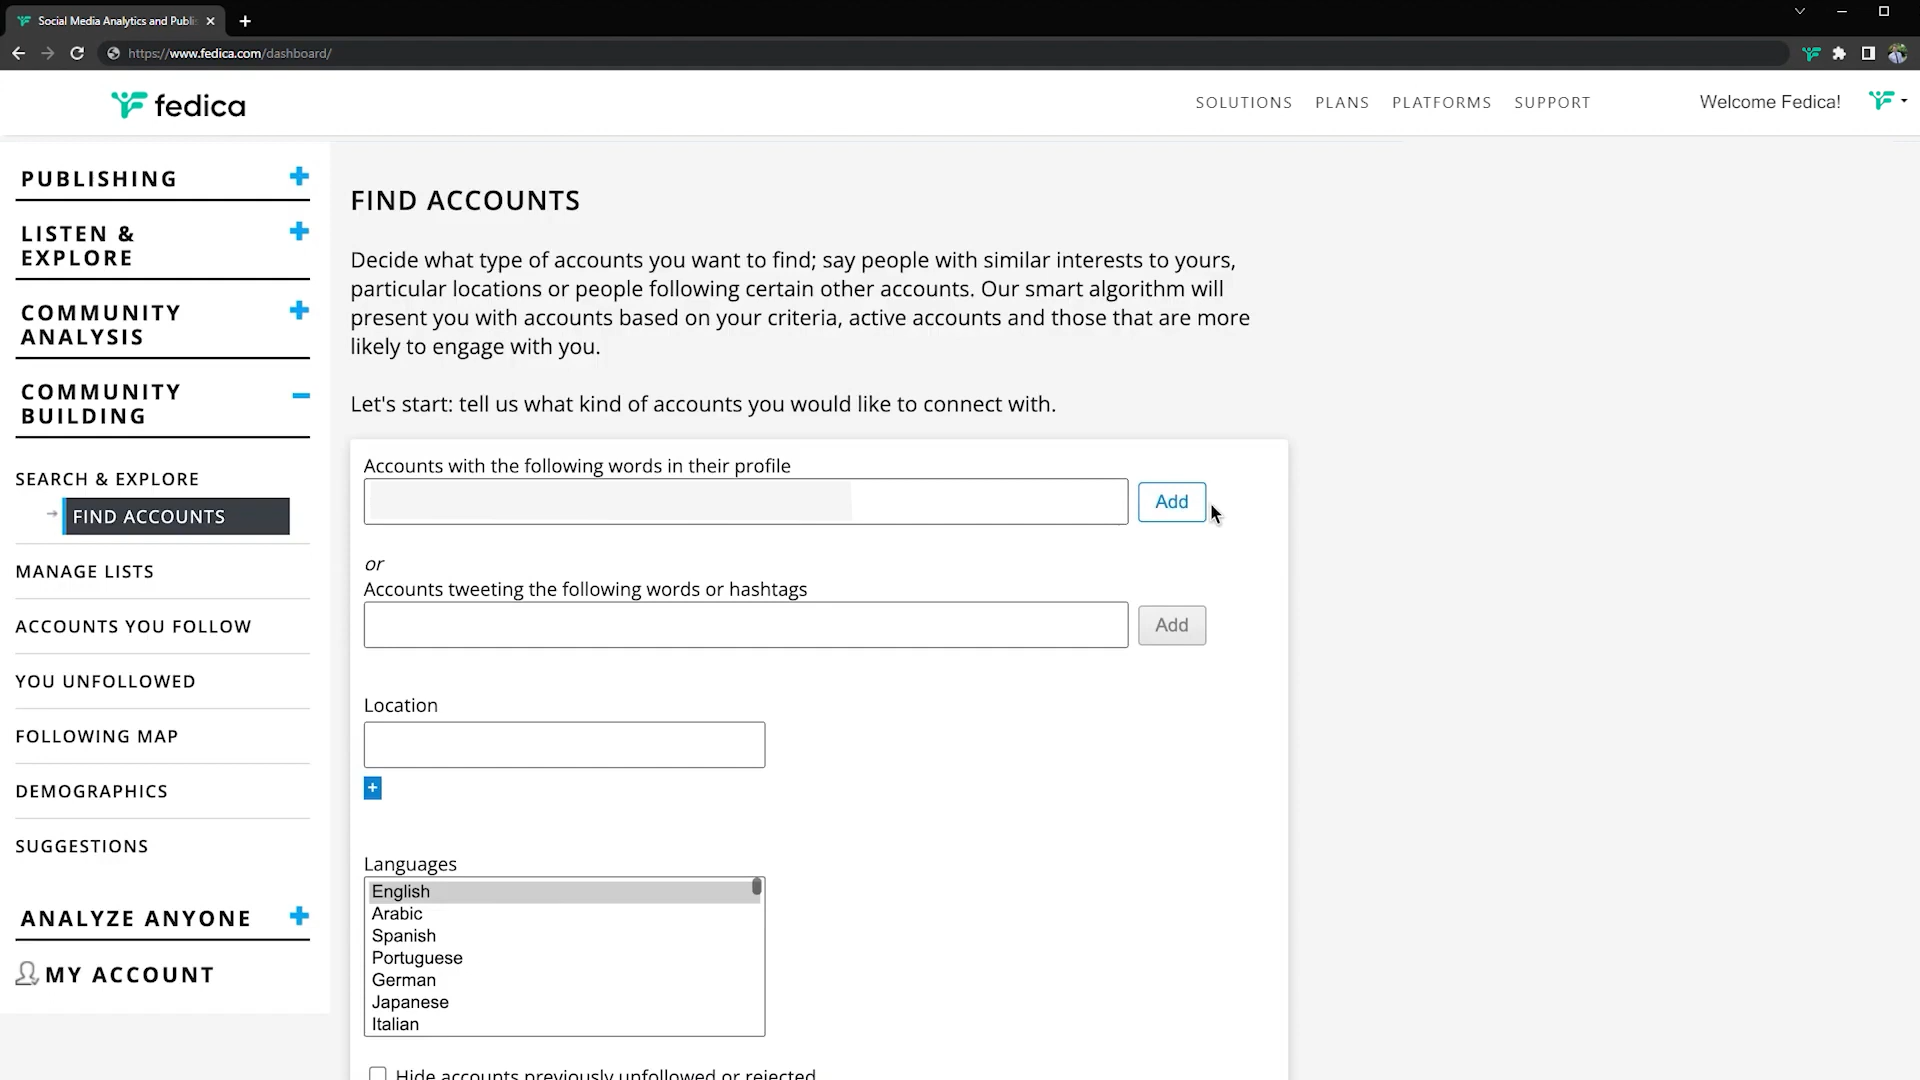 Social Media Analytics and Publis
https://www.fedica.com/dashboard/
fedica
SOLUTIONS PLANS PLATFORMS SUPPORT
Welcome Fedica!
PUBLISHING
LISTEN &
EXPLORE
COMMUNITY
ANALYSIS
COMMUNITY
BUILDING
SEARCH & EXPLORE
FIND ACCOUNTS
MANAGE LISTS
ACCOUNTS YOU FOLLOW
YOU UNFOLLOWED
FOLLOWING MAP
DEMOGRAPHICS
SUGGESTIONS
ANALYZE ANYONE
MY ACCOUNT
FIND ACCOUNTS
Decide what type of accounts you want to find; say people with similar interests to yours,
particular locations or people following certain other accounts. Our smart algorithm will
present you with accounts based on your criteria, active accounts and those that are more
likely to engage with you.
Let's start: tell us what kind of accounts you would like to connect with.
Accounts with the following words in their profile
Add
or
Accounts tweeting the following words or hashtags
Add
Location
Languages
English
Arabic
Spanish
Portuguese
German
Japanese
Italian
Hide accounts previously unfollowed or rejected